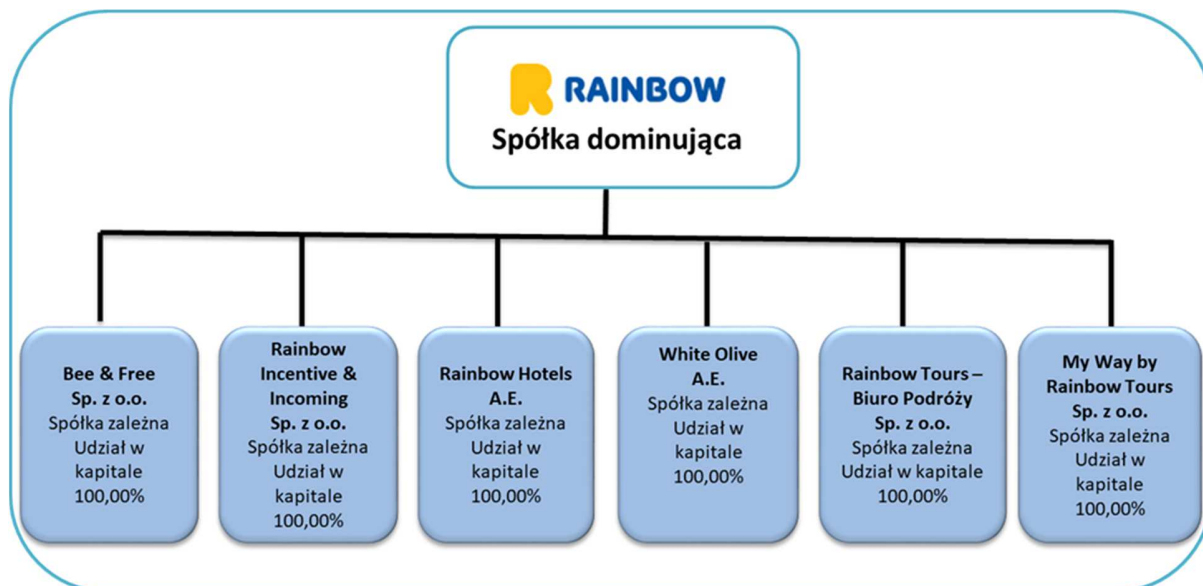 RAINBOW
Spółka dominująca
Bee & Free
Sp. z o.o.
Spółka zależna
Udział w
kapitale
100,00%
Rainbow
Incentive &
Incoming
Sp. z o.o.
Spółka zależna
Udział w
kapitale
100,00%
Rainbow Hotels
A.E.
Spółka zależna
Udział w
kapitale
100,00%
White Olive
A.E.
Spółka zależna
Udział w
kapitale
100,00%
Rainbow Tours –
Biuro Podróży
Sp. z o.o.
Spółka zależna
Udział w kapitale
100,00%
My Way by
Rainbow Tours
Sp. z o.o.
Spółka zależna
Udział w
kapitale
100,00%